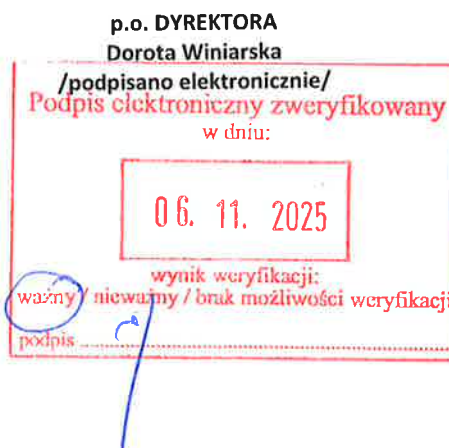 p.o. DYREKTORA
Dorota Winiarska
/podpisano elektronicznie/
Podpis elektroniczny zweryfikowany
w dniu:
06. 11. 2025
wynik weryfikacji:
ważny / nieważny / brak możliwości weryfikacji
podpis